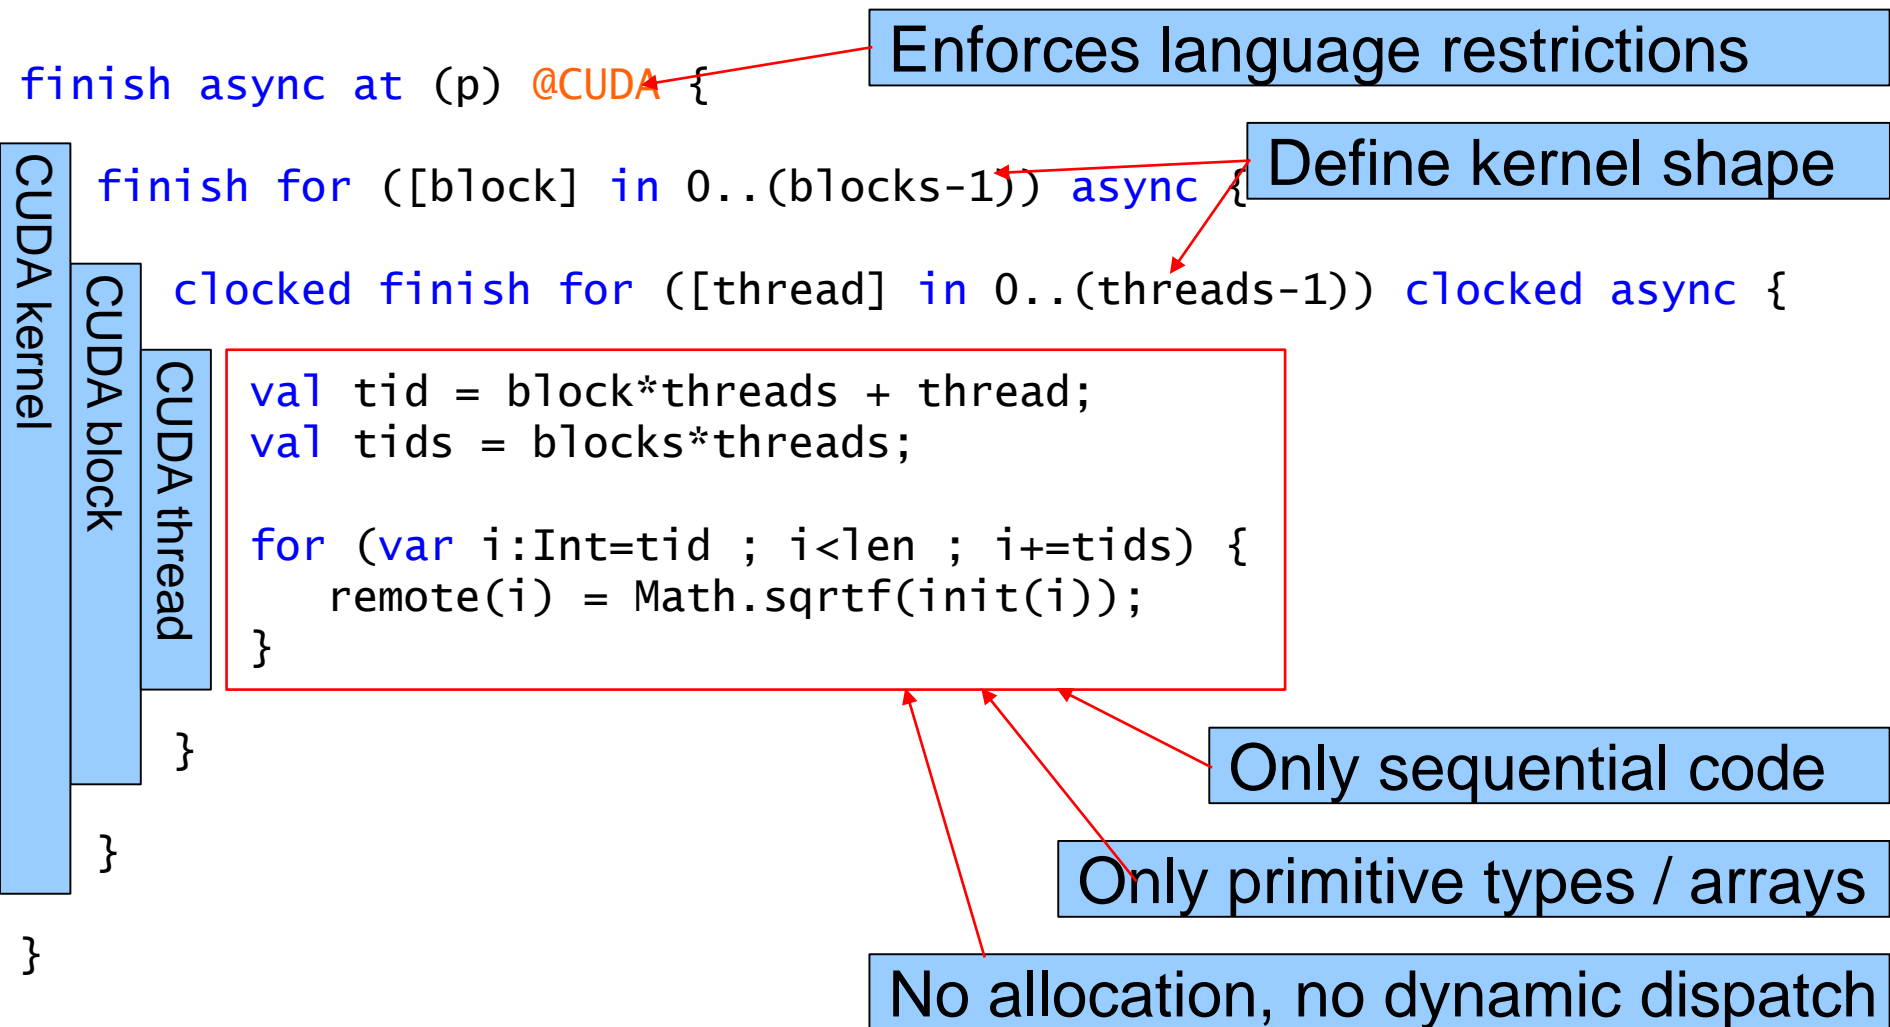 Enforces language restrictions
finish async at (p) @CUDA {
Define kernel shape
finish for ([block] in 0..(blocks-1)) async {
clocked finish for ([thread] in 0..(threads-1)) clocked async {
CUDA kernel
CUDA block
CUDA thread
val tid = block*threads + thread;
val tids = blocks*threads;
for (var i:Int=tid ; i<len ; i+=tids) {
remote(i) = Math.sqrtf(init(i));
}
}
Only sequential code
}
Only primitive types / arrays
}
No allocation, no dynamic dispatch